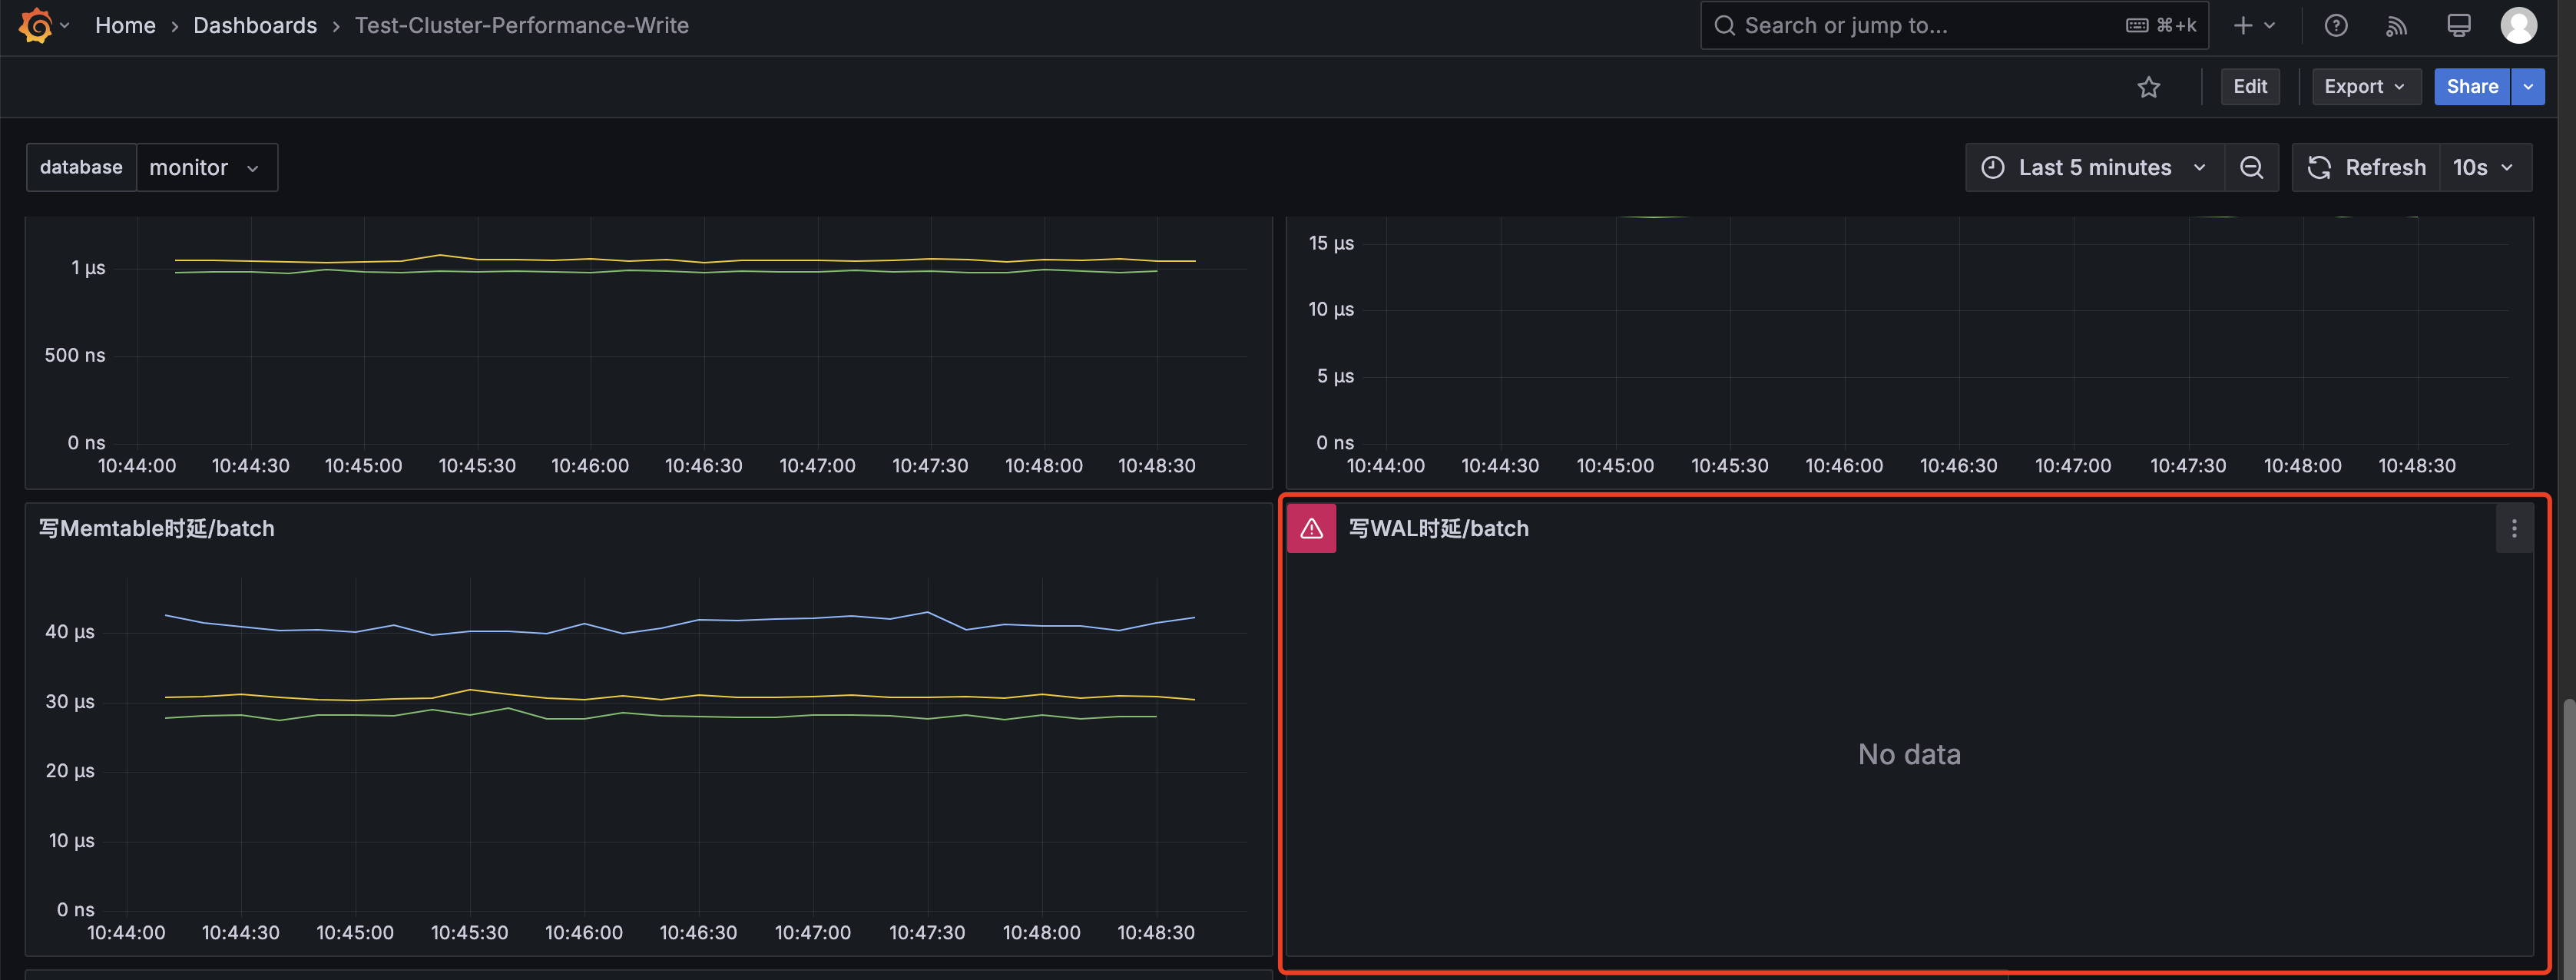 Home › Dashboards › Test-Cluster-Performance-Write
Search or jump to...
⌘+k
Edit
Export
Share
database
monitor
Last 5 minutes
Refresh
10s
1 µs
500 ns
0 ns
10:44:00 10:44:30 10:45:00 10:45:30 10:46:00 10:46:30 10:47:00 10:47:30 10:48:00 10:48:30
15 µs
10 µs
5 µs
0 ns
10:44:00 10:44:30 10:45:00 10:45:30 10:46:00 10:46:30 10:47:00 10:47:30 10:48:00 10:48:30
写Memtable时延/batch
40 µs
30 µs
20 µs
10 µs
0 ns
10:44:00 10:44:30 10:45:00 10:45:30 10:46:00 10:46:30 10:47:00 10:47:30 10:48:00 10:48:30
写WAL时延/batch
No data